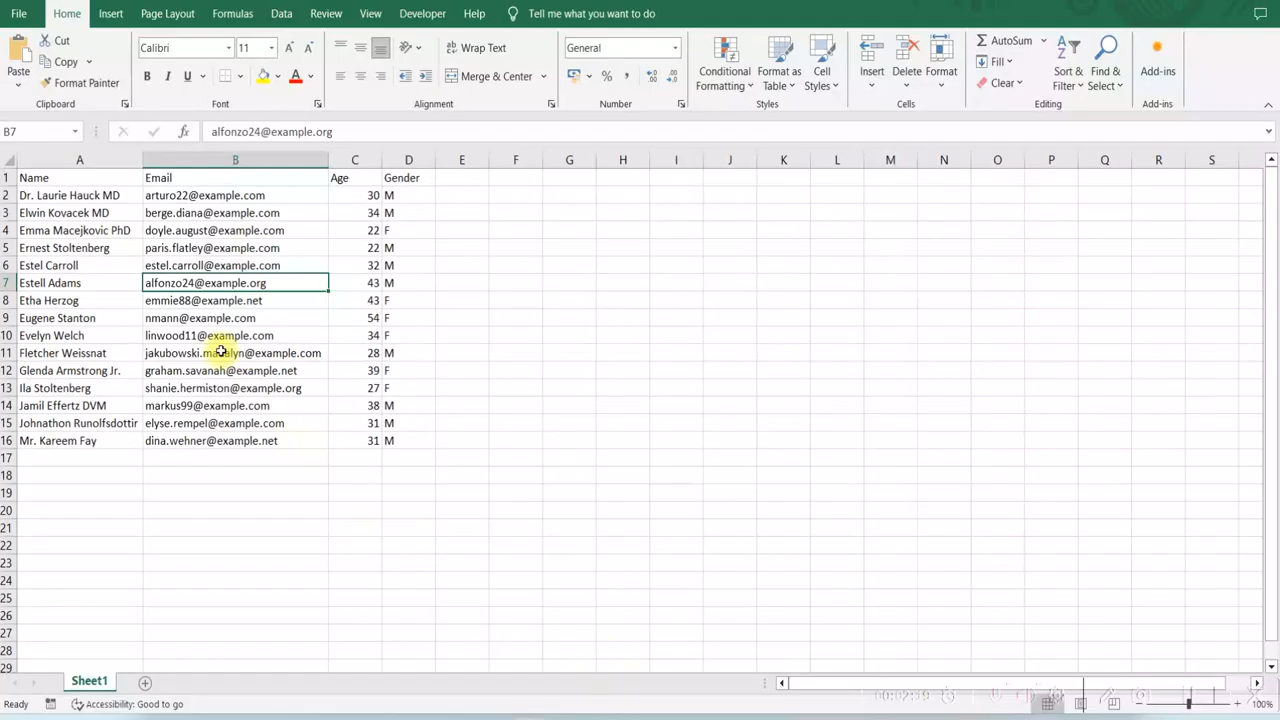 File Home Insert Page Layout Formulas Data Review View Developer Help Tell me what you want to do
Paste Cut Copy Format Painter
Calibri 11 A A
B I U A
Wrap Text
Merge & Center
General
% ,
Conditional Formatting
Format as Table
Cell Styles
Insert Delete Format
AutoSum
Fill
Clear
Sort & Filter
Find & Select
Add-ins
Clipboard Font Alignment Number Styles Cells Editing Add-ins
B7 fx alfonzo24@example.org
A B C D E F G H I J K L M N O P Q R S
1 Name Email Age Gender
2 Dr. Laurie Hauck MD arturo22@example.com 30 M
3 Elwin Kovacek MD berge.diana@example.com 34 M
4 Emma Macejkovic PhD doyle.august@example.com 22 F
5 Ernest Stoltenberg paris.flatley@example.com 22 M
6 Estel Carroll estel.carroll@example.com 32 M
7 Estell Adams alfonzo24@example.org 43 M
8 Etha Herzog emmie88@example.net 43 F
9 Eugene Stanton nmann@example.com 54 F
10 Evelyn Welch linwood11@example.com 34 F
11 Fletcher Weissnat 28 M
12 Glenda Armstrong Jr. graham.savanah@example.net 39 F
13 Ila Stoltenberg shanie.hermiston@example.org 27 F
14 Jamil Effertz DVM markus99@example.com 38 M
15 Johnathon Runolfsdottir elyse.rempel@example.com 31 M
16 Mr. Kareem Fay dina.wehner@example.net 31 M
17
18
19
20
21
22
23
24
25
26
27
28
29
Sheet1
Ready Accessibility: Good to go 100%